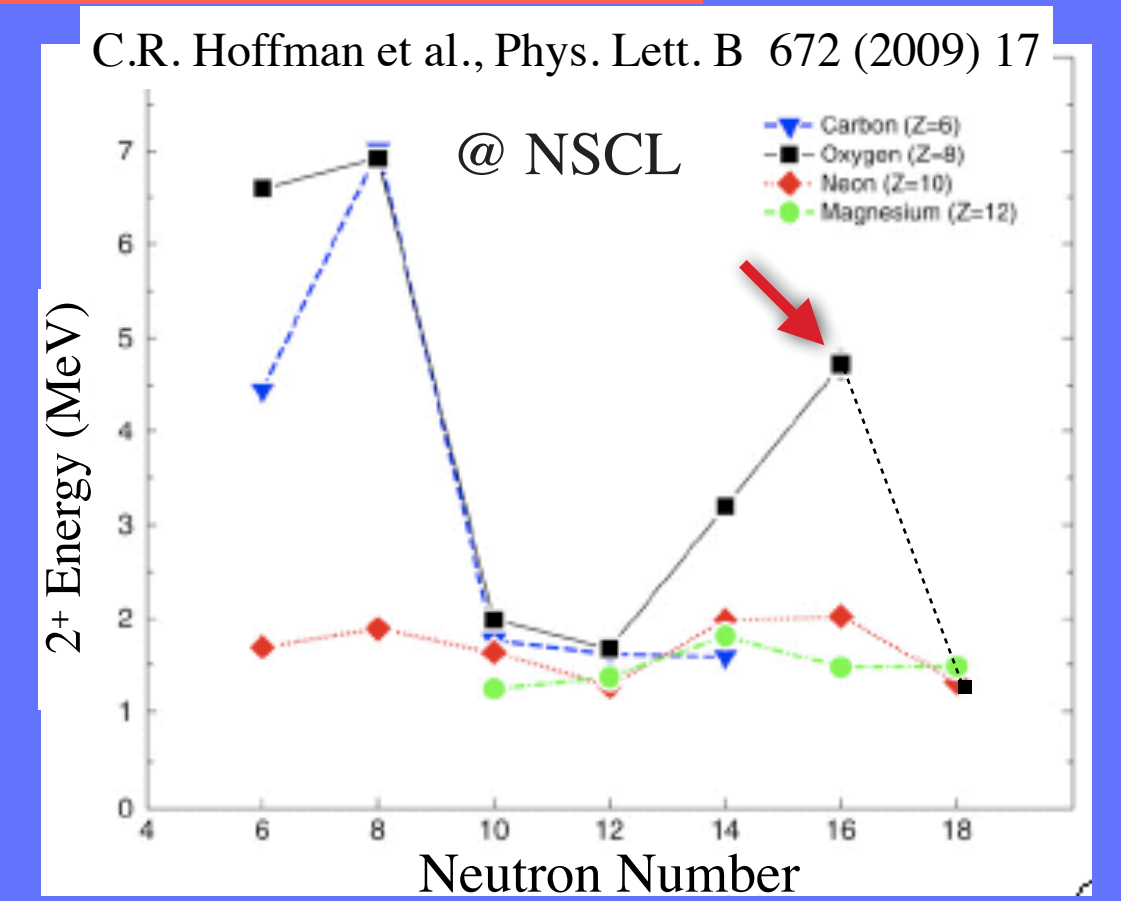 C.R. Hoffman et al., Phys. Lett. B 672 (2009) 17
@ NSCL
Carbon (Z=6)
Oxygen (Z=8)
Neon (Z=10)
Magnesium (Z=12)
2+ Energy (MeV)
7
6
5
4
3
2
1
0
4 6 8 10 12 14 16 18
Neutron Number